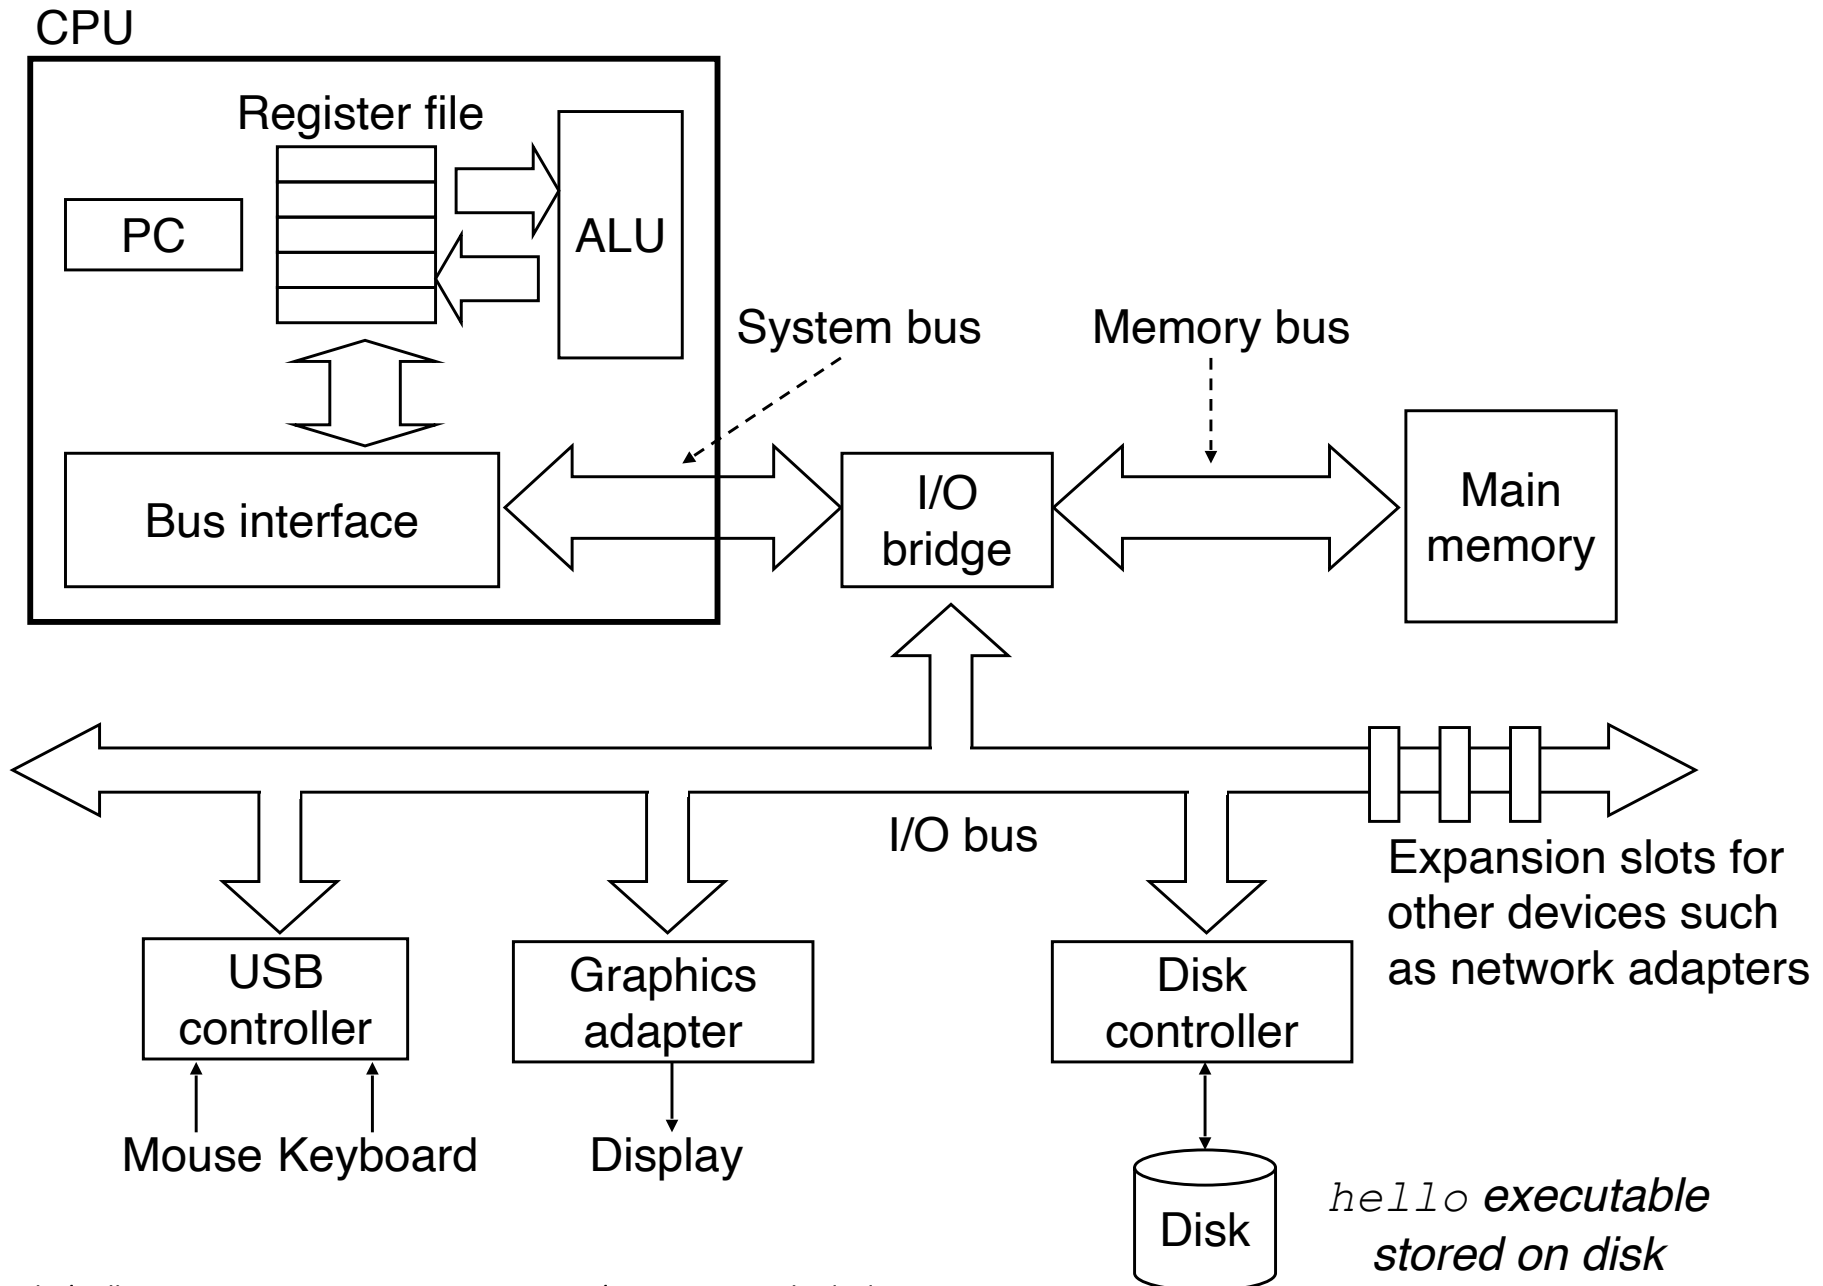 CPU
Register file
PC
ALU
System bus
Memory bus
Bus interface
I/O
bridge
Main
memory
I/O bus
Expansion slots for
other devices such
as network adapters
USB
controller
Graphics
adapter
Disk
controller
Mouse Keyboard
Display
Disk
hello executable
stored on disk